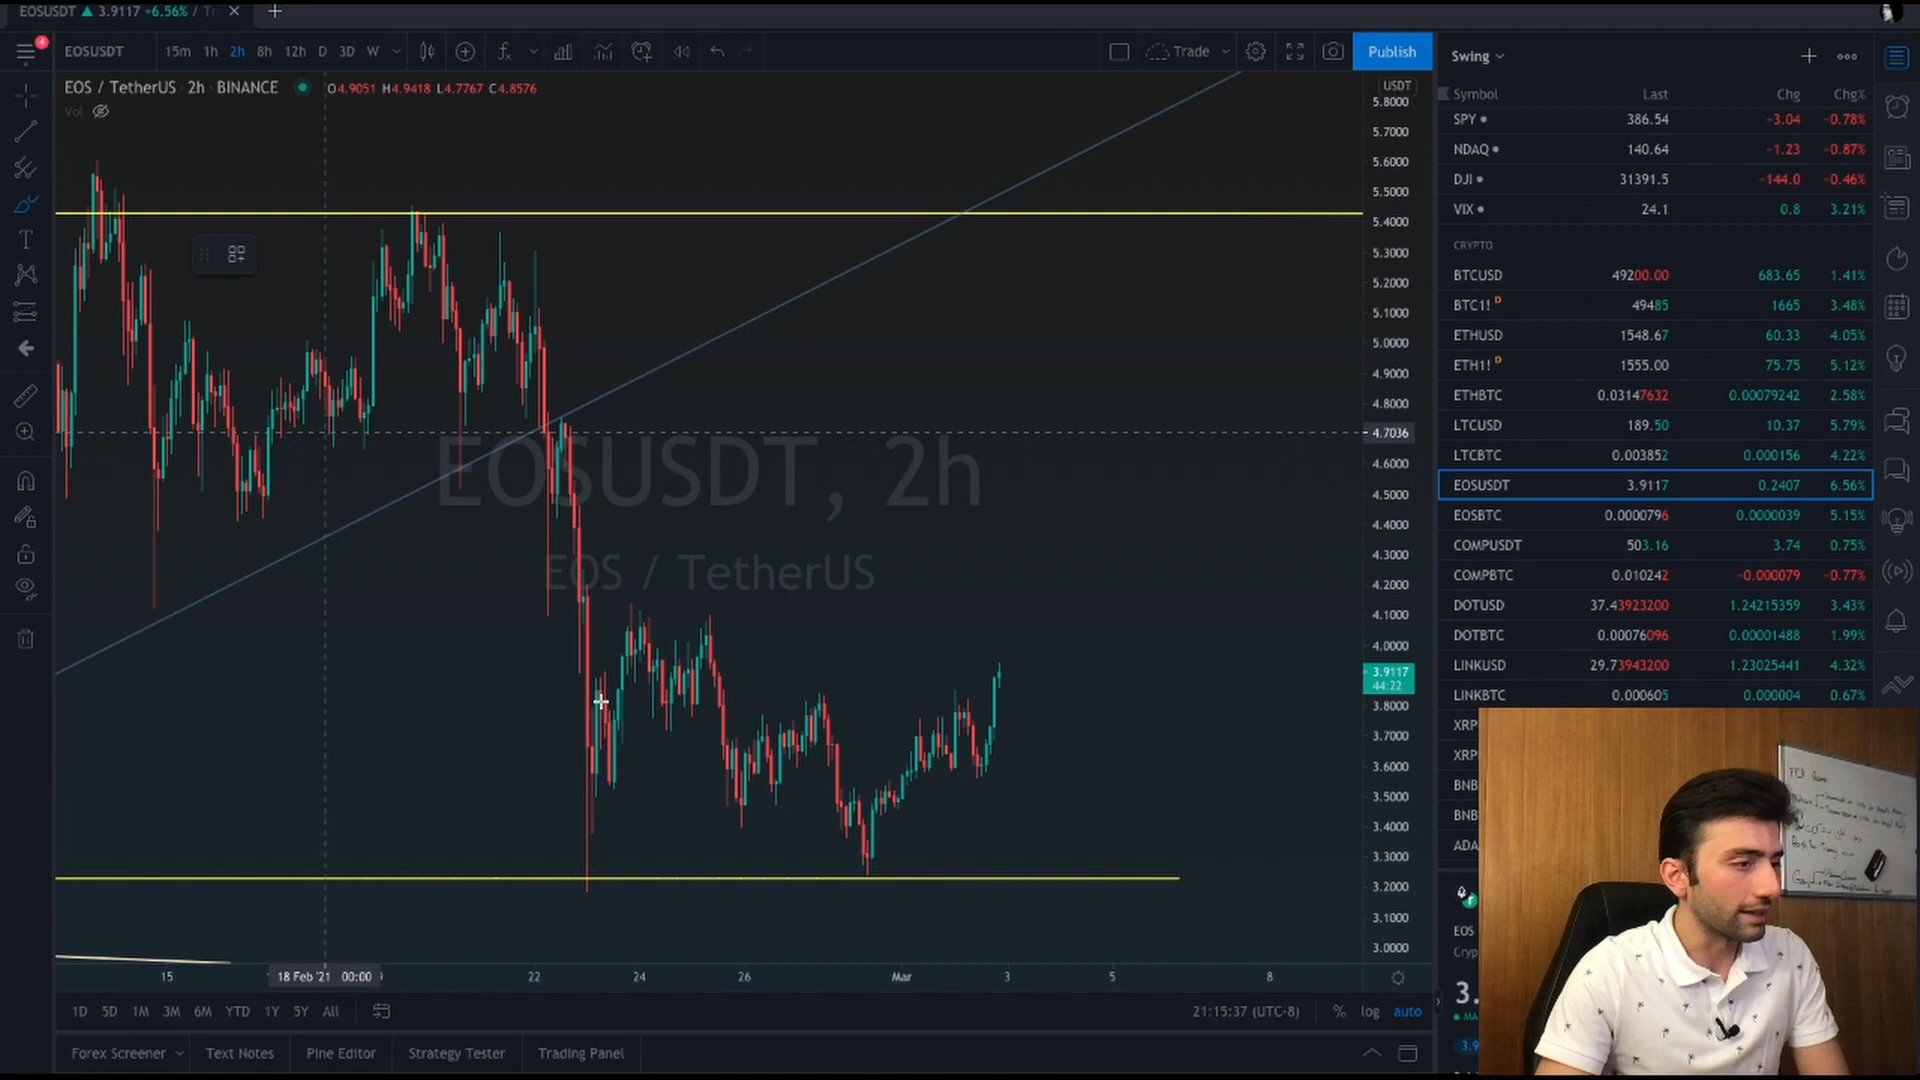 EOSUSDT ▲ 3.9117 +6.56% / Tr
4
EOSUSDT 15m 1h 2h 8h 12h D 3D W Trade Publish
EOS / TetherUS 2h · BINANCE O4.9051 H4.9418 L4.7767 C4.8576
Vol
USDT
5.8000
5.7000
5.6000
5.5000
5.4000
5.3000
5.2000
5.1000
5.0000
4.9000
4.8000
4.7036
4.6000
4.5000
4.4000
4.3000
4.2000
4.1000
4.0000
3.9117
44:22
3.8000
3.7000
3.6000
3.5000
3.4000
3.3000
3.2000
3.1000
3.0000
EOSUSDT, 2h
EOS / TetherUS
15 18 Feb '21 00:00 22 24 26 Mar 3 5 8
1D 5D 1M 3M 6M YTD 1Y 5Y All 21:15:37 (UTC-8) % log auto
Forex Screener Text Notes Pine Editor Strategy Tester Trading Panel
Swing
Symbol Last Chg Chg%
SPY 386.54 −3.04 −0.78%
NDAQ 140.64 −1.23 −0.87%
DJI 31391.5 −144.0 −0.46%
VIX 24.1 0.8 3.21%
CRYPTO
BTCUSD 49200.00 683.65 1.41%
BTC1! D 49485 1665 3.48%
ETHUSD 1548.67 60.33 4.05%
ETH1! D 1555.00 75.75 5.12%
ETHBTC 0.03147632 0.00079242 2.58%
LTCUSD 189.50 10.37 5.79%
LTCBTC 0.003852 0.000156 4.22%
EOSUSDT 3.9117 0.2407 6.56%
EOSBTC 0.0000796 0.0000039 5.15%
COMPUSDT 503.16 3.74 0.75%
COMPBTC 0.010242 −0.000079 −0.77%
DOTUSD 37.43923200 1.24215359 3.43%
DOTBTC 0.00076096 0.00001488 1.99%
LINKUSD 29.73943200 1.23025441 4.32%
LINKBTC 0.000605 0.000004 0.67%
XRP
XRP
BNB
BNB
ADA
EOS
Cryp
3.
MA
3.9